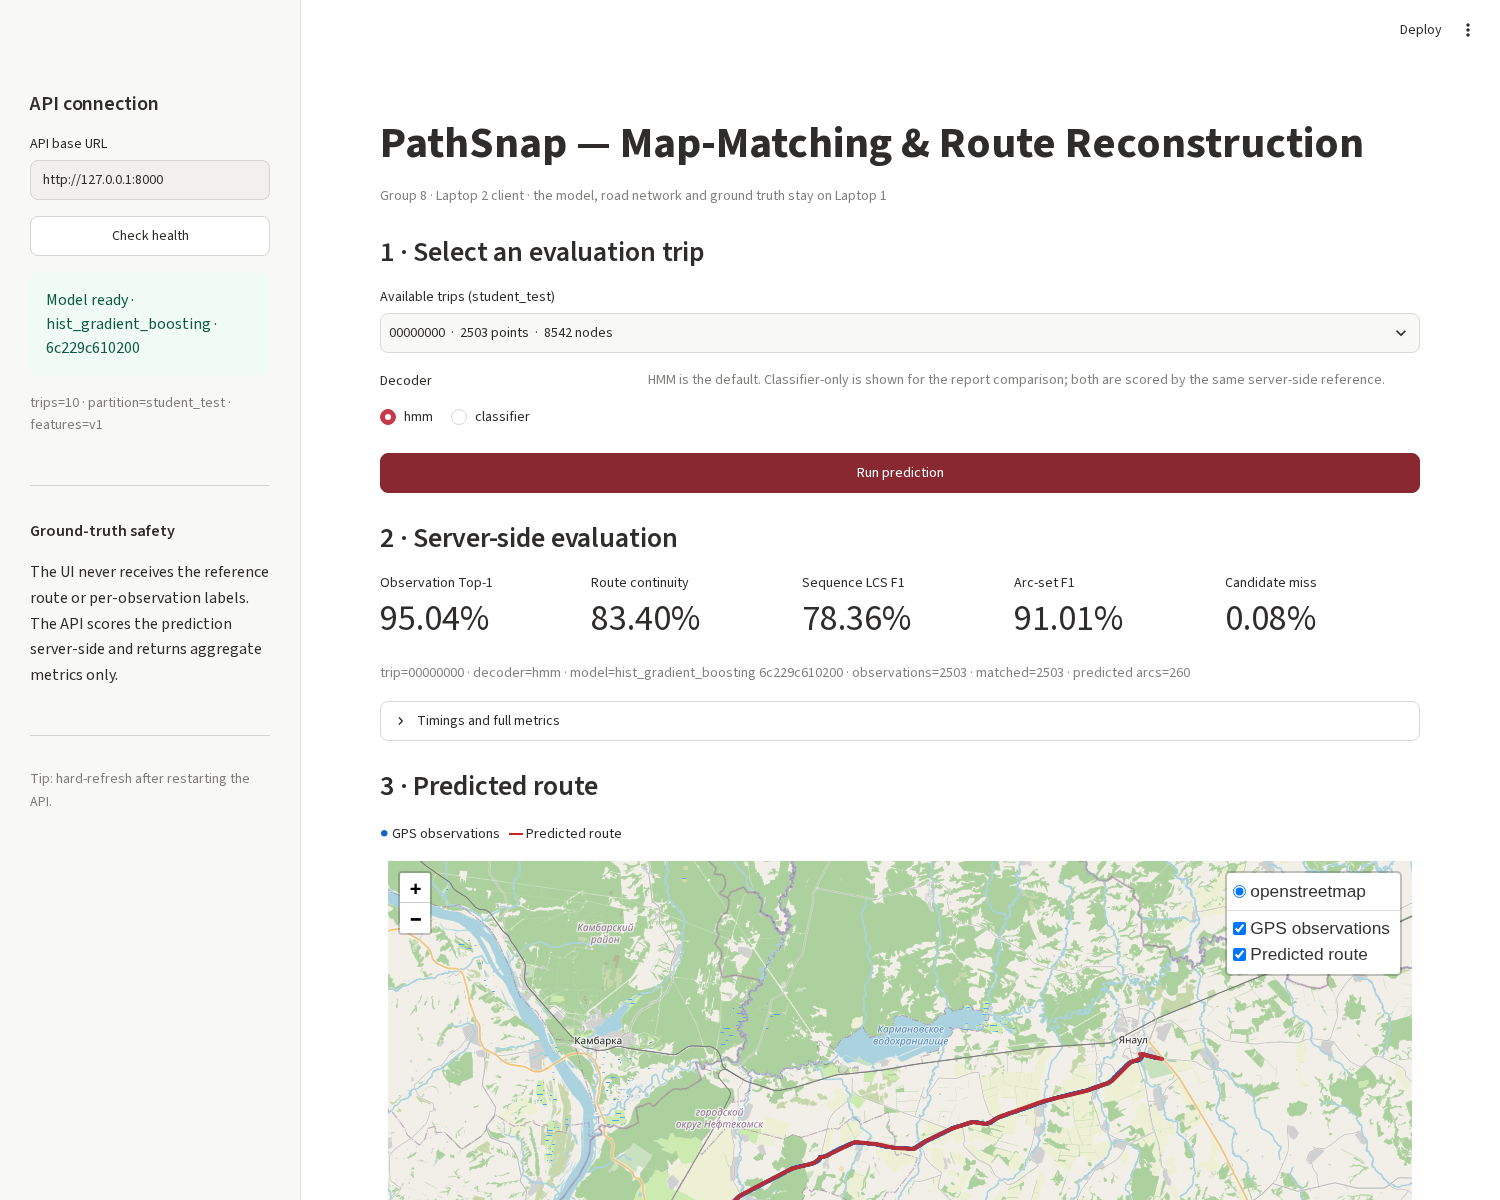 Deploy
API connection
API base URL
http://127.0.0.1:8000
Check health
Model ready ·
hist_gradient_boosting ·
6c229c610200
trips=10 · partition=student_test ·
features=v1
Ground-truth safety
The UI never receives the reference
route or per-observation labels.
The API scores the prediction
server-side and returns aggregate
metrics only.
Tip: hard-refresh after restarting the
API.
PathSnap — Map-Matching & Route Reconstruction
Group 8 · Laptop 2 client · the model, road network and ground truth stay on Laptop 1
1 · Select an evaluation trip
Available trips (student_test)
00000000 · 2503 points · 8542 nodes
Decoder
HMM is the default. Classifier-only is shown for the report comparison; both are scored by the same server-side reference.
hmm classifier
Run prediction
2 · Server-side evaluation
Observation Top-1 Route continuity Sequence LCS F1 Arc-set F1 Candidate miss
95.04% 83.40% 78.36% 91.01% 0.08%
trip=00000000 · decoder=hmm · model=hist_gradient_boosting 6c229c610200 · observations=2503 · matched=2503 · predicted arcs=260
Timings and full metrics
3 · Predicted route
GPS observations Predicted route
+
−
openstreetmap
GPS observations
Predicted route
Камбарский
район
Камбарка
Кармановское
водохранилище
Янаул
городской
округ Нефтекамск